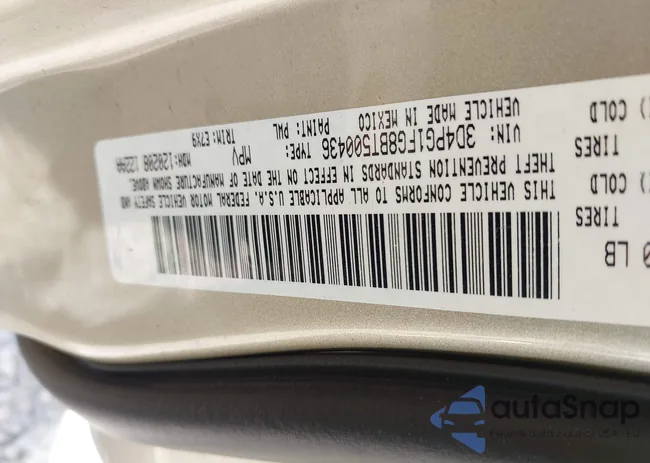 VEHICLE MADE IN MEXICO PAINT: PWL TRIM: E7X9
VIN: 3D4PG1FG6BT500436 TYPE: MPV MDH:120208
THEFT PREVENTION STANDARDS IN EFFECT ON THE DATE OF MANUFACTURE SHOWN ABOVE.
THIS VEHICLE CONFORMS TO ALL APPLICABLE U.S.A. FEDERAL MOTOR VEHICLE SAFETY AND
) COLD
TIRES
) COLD
TIRES
0 LB
autoSnap